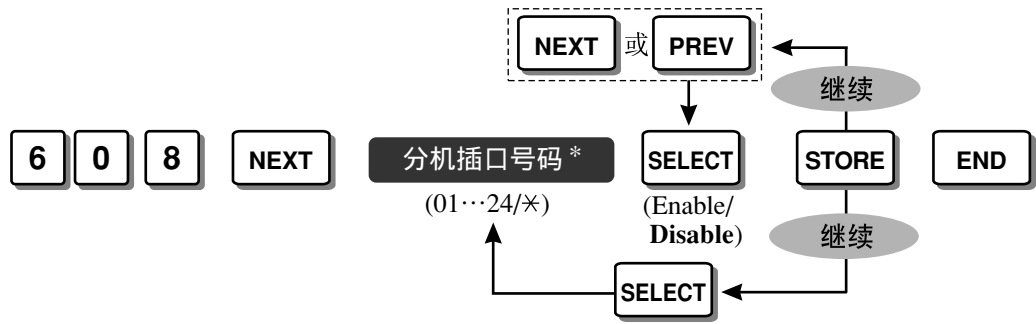 NEXT 或 PREV
继续
6 0 8 NEXT 分机插口号码* SELECT STORE END
(01…24/✳) (Enable/
Disable)
继续
SELECT